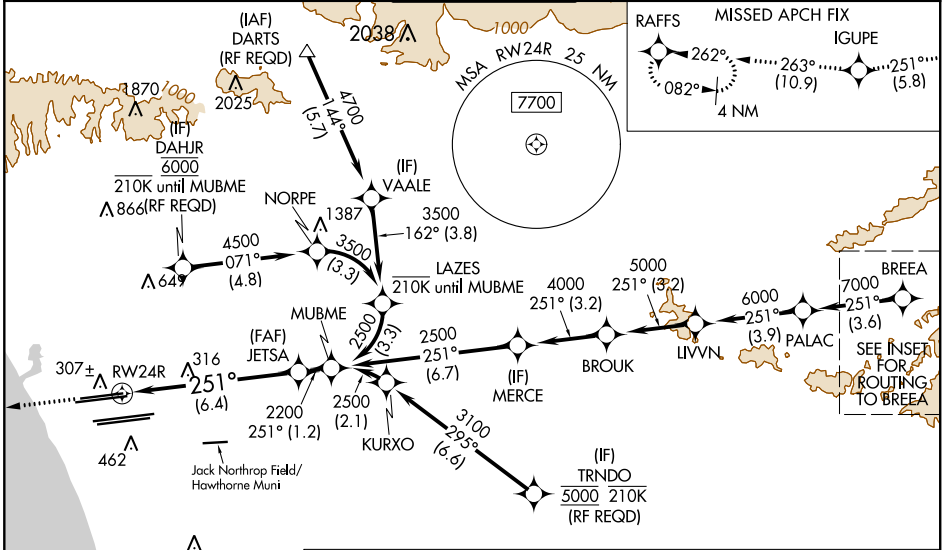 (IAF)
DARTS
(RF REQD)
2038
1000
1870
1000
2025
4700
144°
(5.7)
MSA RW24R 25 NM
7700
MISSED APCH FIX
RAFFS
IGUPE
262°
263°
(10.9)
251°
(5.8)
082°
4 NM
(IF)
DAHJR
6000
210K until MUBME
(RF REQD)
866
649
NORPE
1387
(IF)
VAALE
3500
162° (3.8)
4500
071°
(4.8)
3500
(3.3)
LAZES
210K until MUBME
2500
(3.3)
MUBME
(FAF)
JETSA
307±
RW24R
316
251°
(6.4)
2200
251° (1.2)
2500
(2.1)
KURXO
2500
251°
(6.7)
(IF)
MERCE
4000
251° (3.2)
BROUK
5000
251° (3.2)
LIVVN
6000
251°
(3.9)
PALAC
7000
251°
(3.6)
BREEA
SEE INSET
FOR
ROUTING
TO BREEA
3100
295°
(6.6)
(IF)
TRNDO
5000 210K
(RF REQD)
462
Jack Northrop Field/
Hawthorne Muni